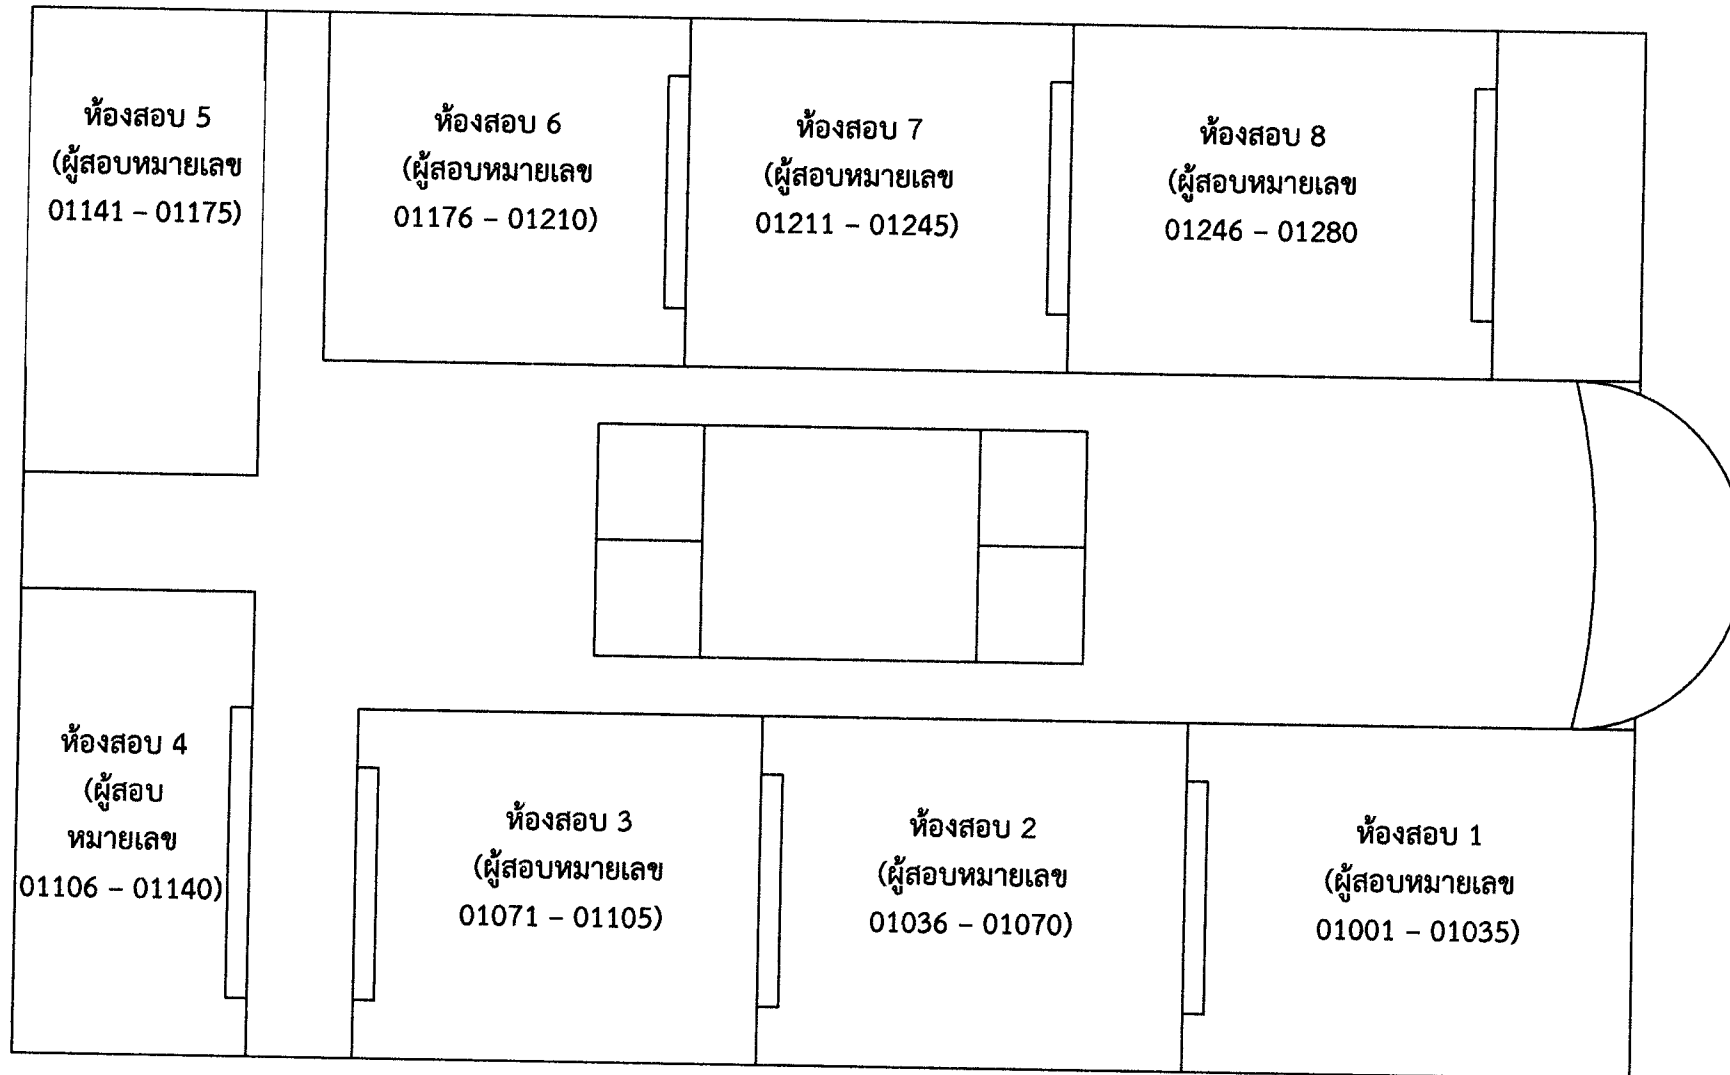 ห้องสอบ 5
(ผู้สอบหมายเลข
01141 – 01175)
ห้องสอบ 6
(ผู้สอบหมายเลข
01176 – 01210)
ห้องสอบ 7
(ผู้สอบหมายเลข
01211 – 01245)
ห้องสอบ 8
(ผู้สอบหมายเลข
01246 – 01280
ห้องสอบ 4
(ผู้สอบ
หมายเลข
01106 – 01140)
ห้องสอบ 3
(ผู้สอบหมายเลข
01071 – 01105)
ห้องสอบ 2
(ผู้สอบหมายเลข
01036 – 01070)
ห้องสอบ 1
(ผู้สอบหมายเลข
01001 – 01035)